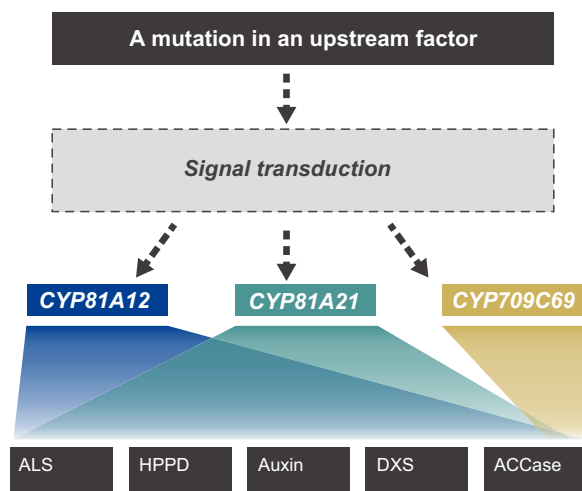 A mutation in an upstream factor
Signal transduction
CYP81A12 CYP81A21 CYP709C69
ALS HPPD Auxin DXS ACCase